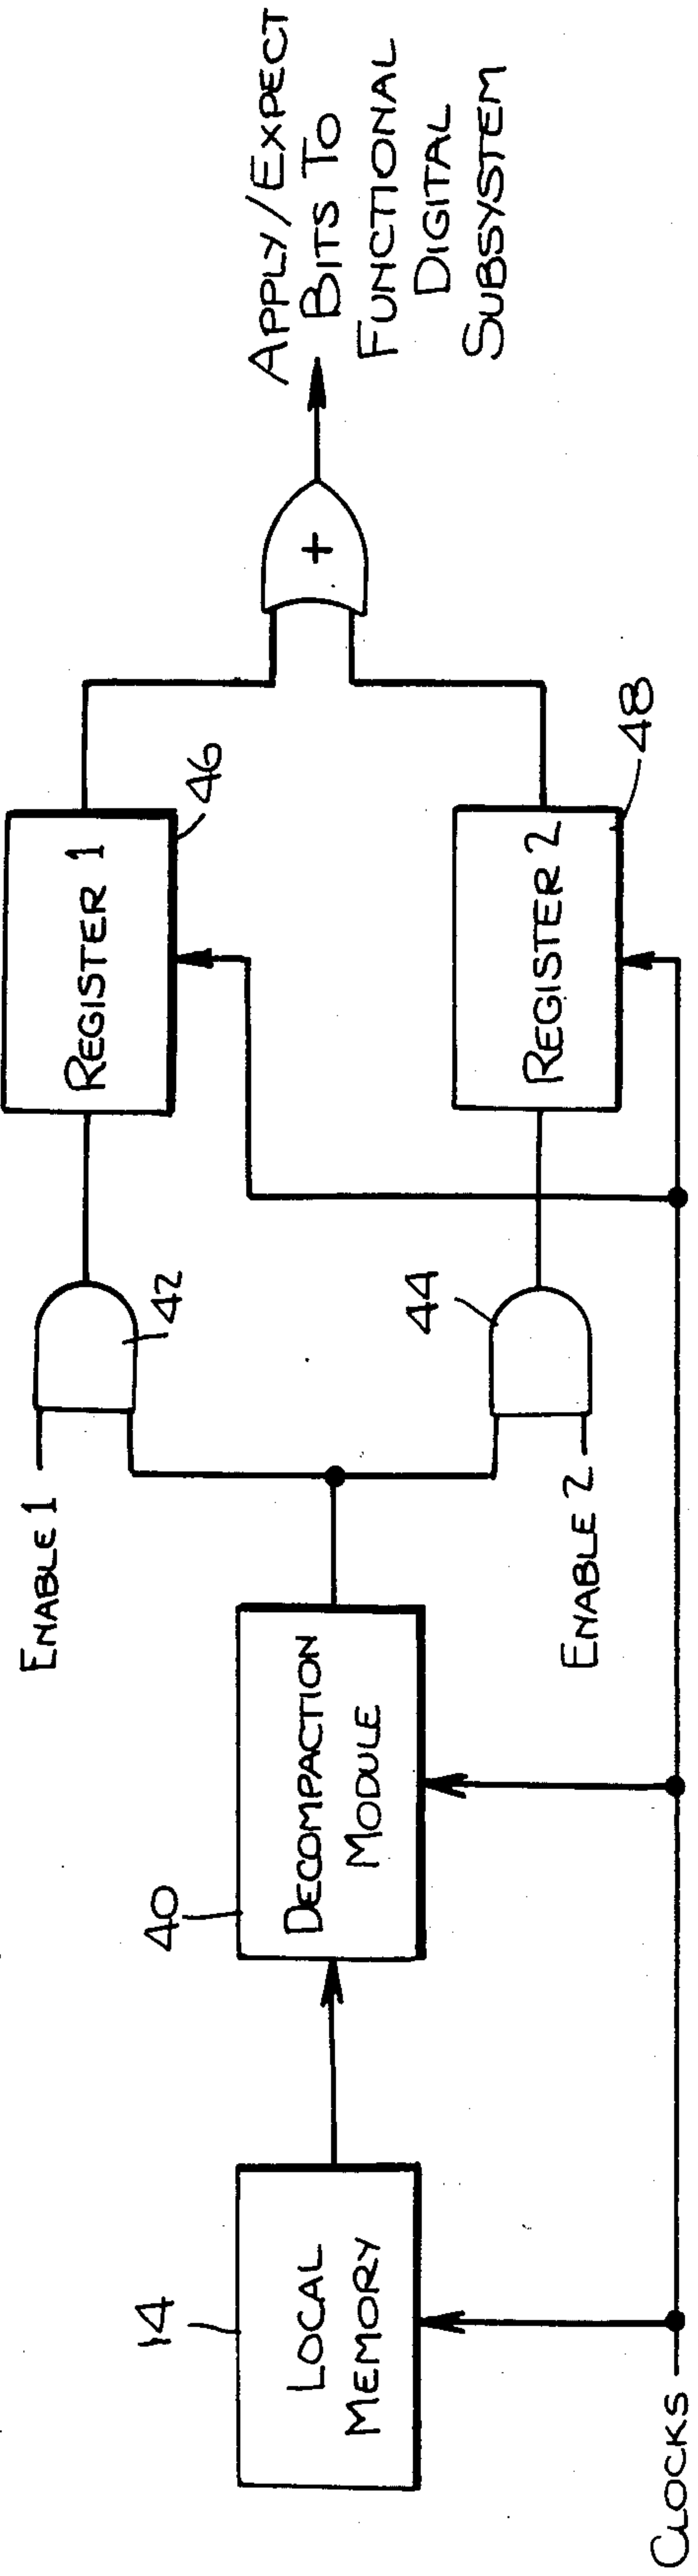 14
LOCAL
MEMORY
CLOCKS
40
DECOMPACTION
MODULE
ENABLE 1
ENABLE 2
42
44
REGISTER 1
46
REGISTER 2
48
+
APPLY/EXPECT
BITS TO
FUNCTIONAL
DIGITAL
SUBSYSTEM